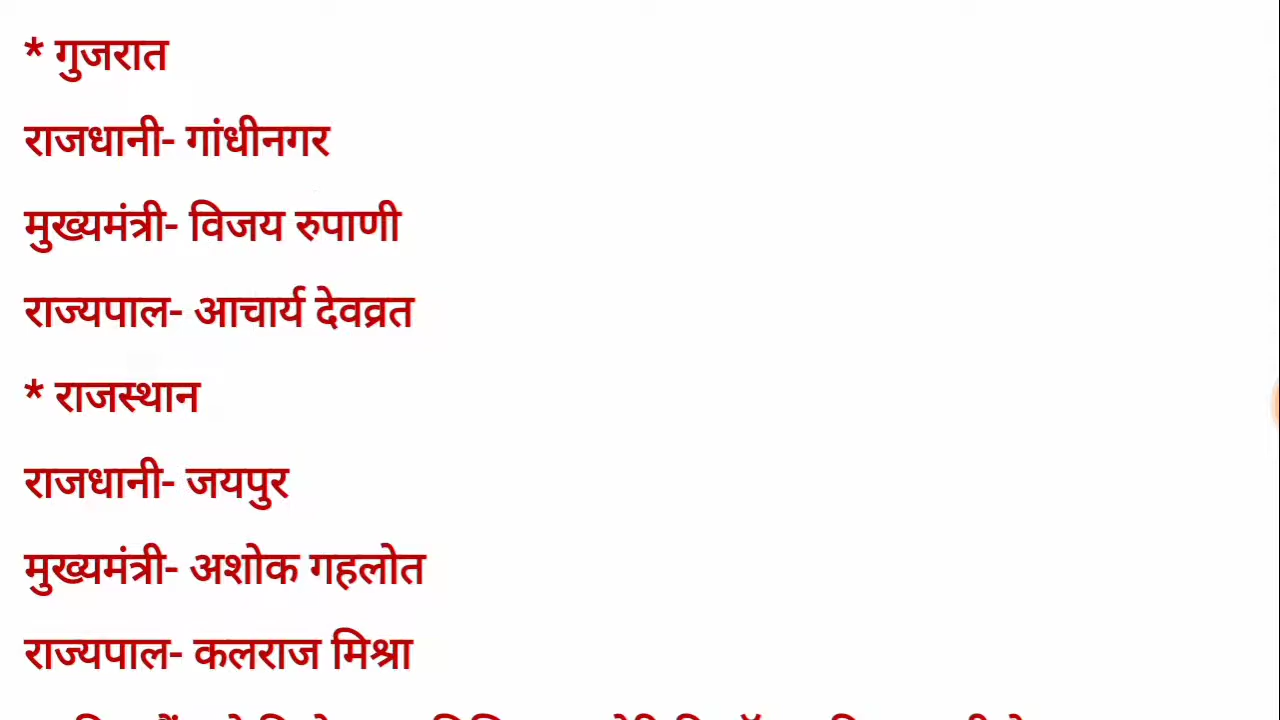 * गुजरात
राजधानी- गांधीनगर
मुख्यमंत्री- विजय रुपाणी
राज्यपाल- आचार्य देवव्रत
* राजस्थान
राजधानी- जयपुर
मुख्यमंत्री- अशोक गहलोत
राज्यपाल- कलराज मिश्रा